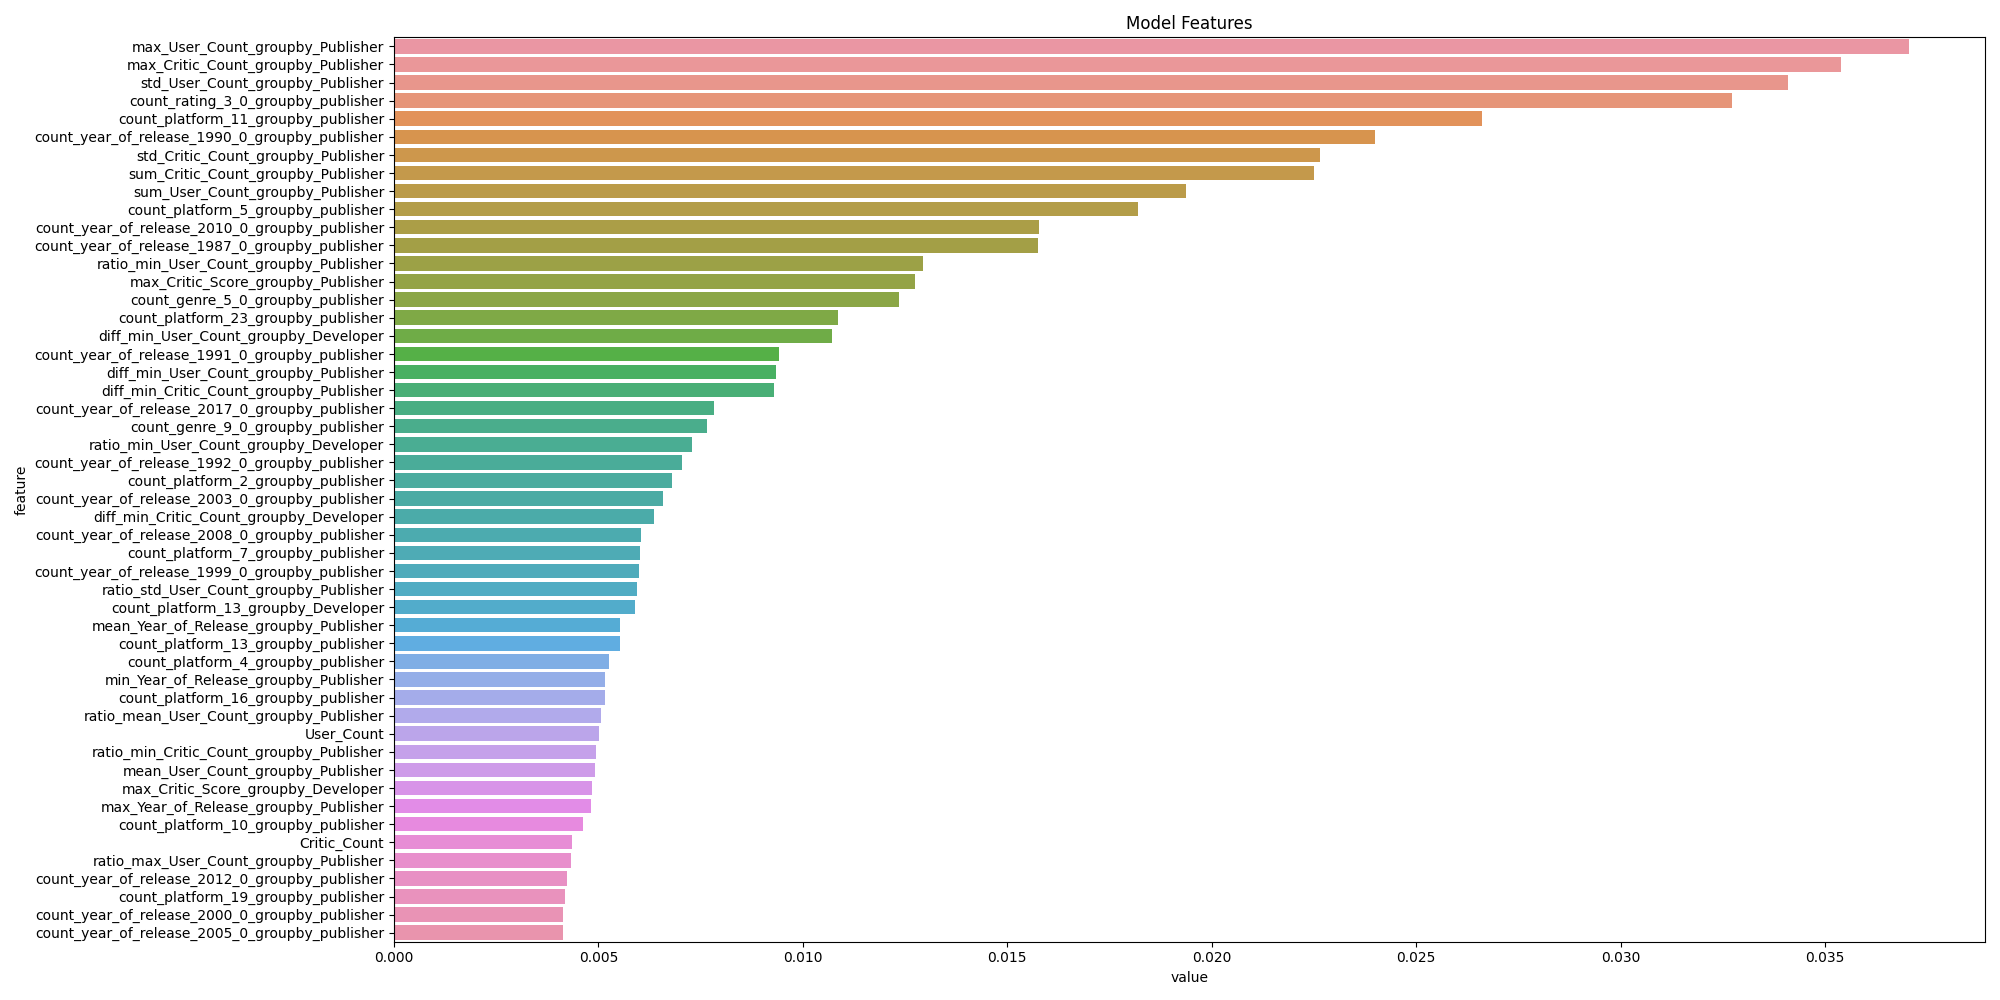 Model Features
max_User_Count_groupby_Publisher
max_Critic_Count_groupby_Publisher
std_User_Count_groupby_Publisher
count_rating_3_0_groupby_publisher
count_platform_11_groupby_publisher
count_year_of_release_1990_0_groupby_publisher
std_Critic_Count_groupby_Publisher
sum_Critic_Count_groupby_Publisher
sum_User_Count_groupby_Publisher
count_platform_5_groupby_publisher
count_year_of_release_2010_0_groupby_publisher
count_year_of_release_1987_0_groupby_publisher
ratio_min_User_Count_groupby_Publisher
max_Critic_Score_groupby_Publisher
count_genre_5_0_groupby_publisher
count_platform_23_groupby_publisher
diff_min_User_Count_groupby_Developer
count_year_of_release_1991_0_groupby_publisher
diff_min_User_Count_groupby_Publisher
diff_min_Critic_Count_groupby_Publisher
count_year_of_release_2017_0_groupby_publisher
count_genre_9_0_groupby_publisher
ratio_min_User_Count_groupby_Developer
count_year_of_release_1992_0_groupby_publisher
count_platform_2_groupby_publisher
count_year_of_release_2003_0_groupby_publisher
diff_min_Critic_Count_groupby_Developer
count_year_of_release_2008_0_groupby_publisher
count_platform_7_groupby_publisher
count_year_of_release_1999_0_groupby_publisher
ratio_std_User_Count_groupby_Publisher
count_platform_13_groupby_Developer
mean_Year_of_Release_groupby_Publisher
count_platform_13_groupby_publisher
count_platform_4_groupby_publisher
min_Year_of_Release_groupby_Publisher
count_platform_16_groupby_publisher
ratio_mean_User_Count_groupby_Publisher
User_Count
ratio_min_Critic_Count_groupby_Publisher
mean_User_Count_groupby_Publisher
max_Critic_Score_groupby_Developer
max_Year_of_Release_groupby_Publisher
count_platform_10_groupby_publisher
Critic_Count
ratio_max_User_Count_groupby_Publisher
count_year_of_release_2012_0_groupby_publisher
count_platform_19_groupby_publisher
count_year_of_release_2000_0_groupby_publisher
count_year_of_release_2005_0_groupby_publisher
feature
0.000 0.005 0.010 0.015 0.020 0.025 0.030 0.035
value